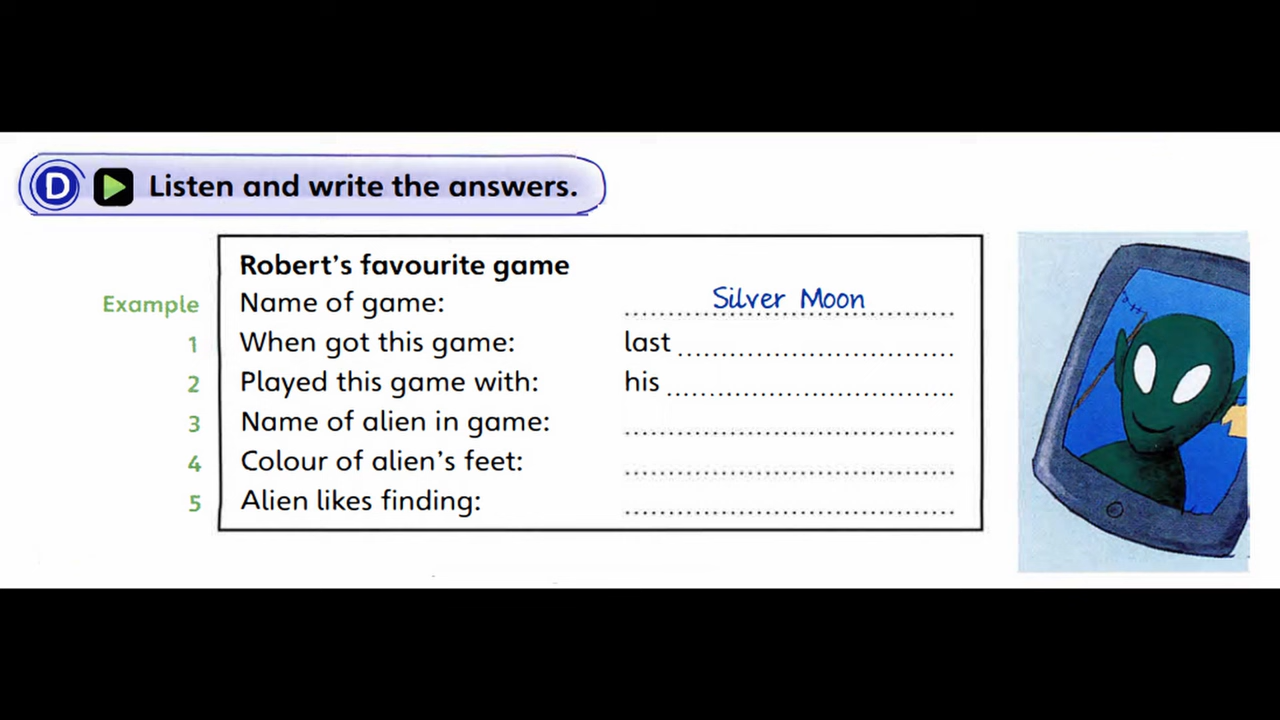 D Listen and write the answers.
Robert's favourite game
Example Name of game: Silver Moon
1 When got this game: last
2 Played this game with: his
3 Name of alien in game:
4 Colour of alien's feet:
5 Alien likes finding: